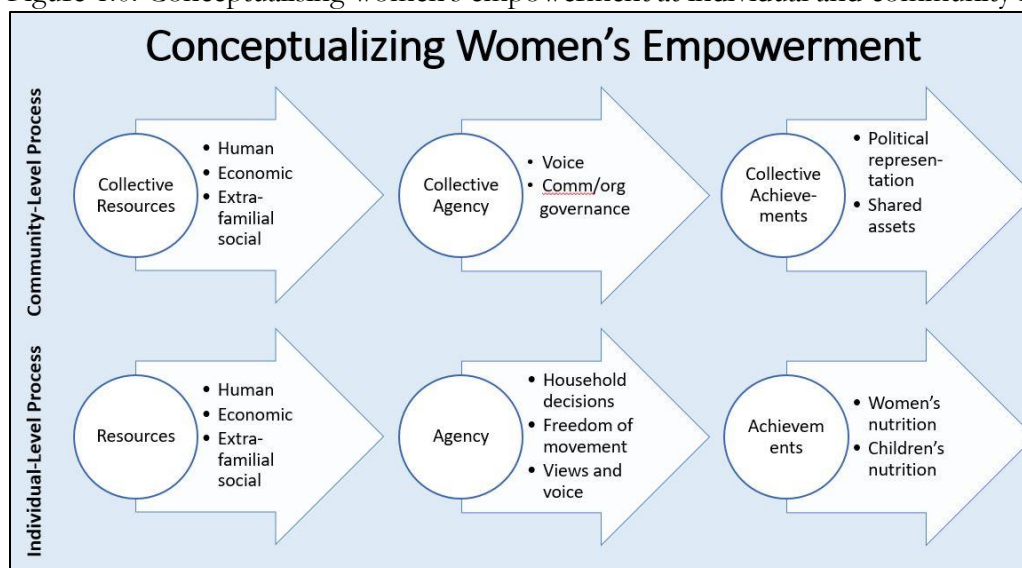 Conceptualizing Women's Empowerment
Community-Level Process
Collective
Resources
• Human
• Economic
• Extra-
familial
social
Collective
Agency
• Voice
• Comm/org
governance
Collective
Achieve-
ments
• Political
represen-
tation
• Shared
assets
Individual-Level Process
Resources
• Human
• Economic
• Extra-
familial
social
Agency
• Household
decisions
• Freedom of
movement
• Views and
voice
Achievem
ents
• Women's
nutrition
• Children's
nutrition